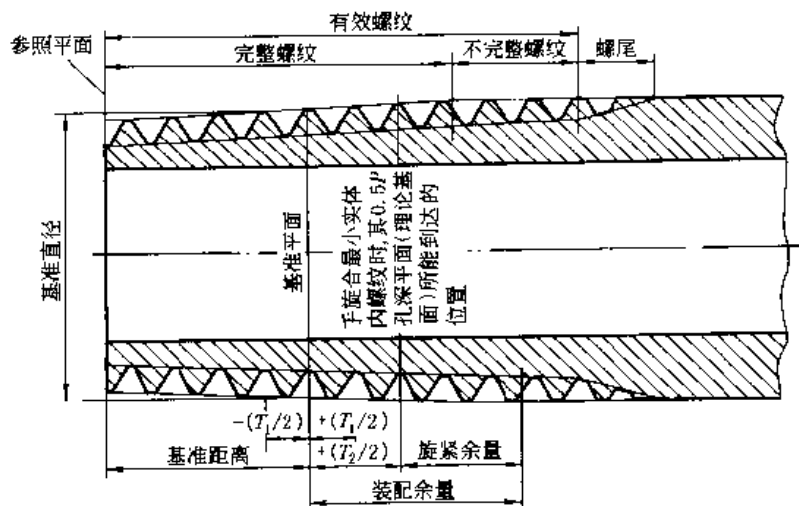 有效螺纹
参照平面
完整螺纹
不完整螺纹
螺尾
基准直径
基准平面
手旋合最小实体
内螺纹时,其0.5P
孔深平面(理论基
面)所能到达的
位置
-(T₁/2)
+(T₁/2)
+(T₂/2)
基准距离
旋紧余量
装配余量